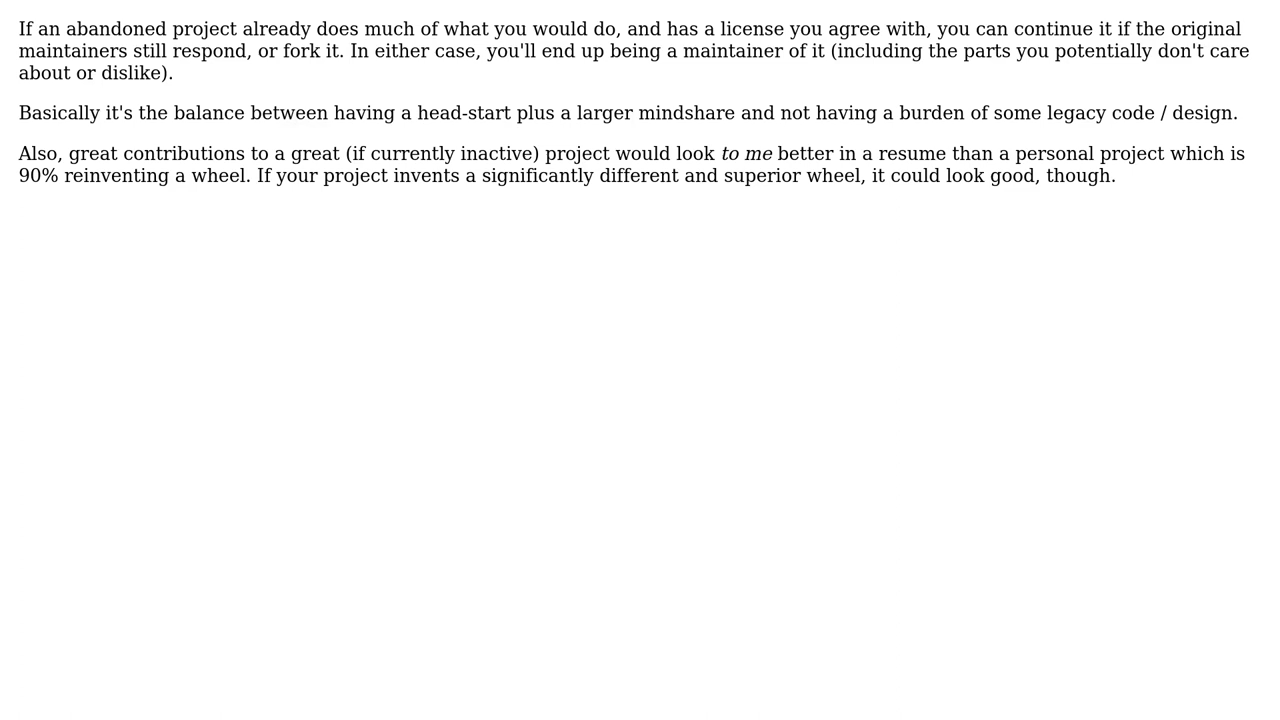 If an abandoned project already does much of what you would do, and has a license you agree with, you can continue it if the original
maintainers still respond, or fork it. In either case, you'll end up being a maintainer of it (including the parts you potentially don't care
about or dislike).
Basically it's the balance between having a head-start plus a larger mindshare and not having a burden of some legacy code / design.
Also, great contributions to a great (if currently inactive) project would look to me better in a resume than a personal project which is
90% reinventing a wheel. If your project invents a significantly different and superior wheel, it could look good, though.